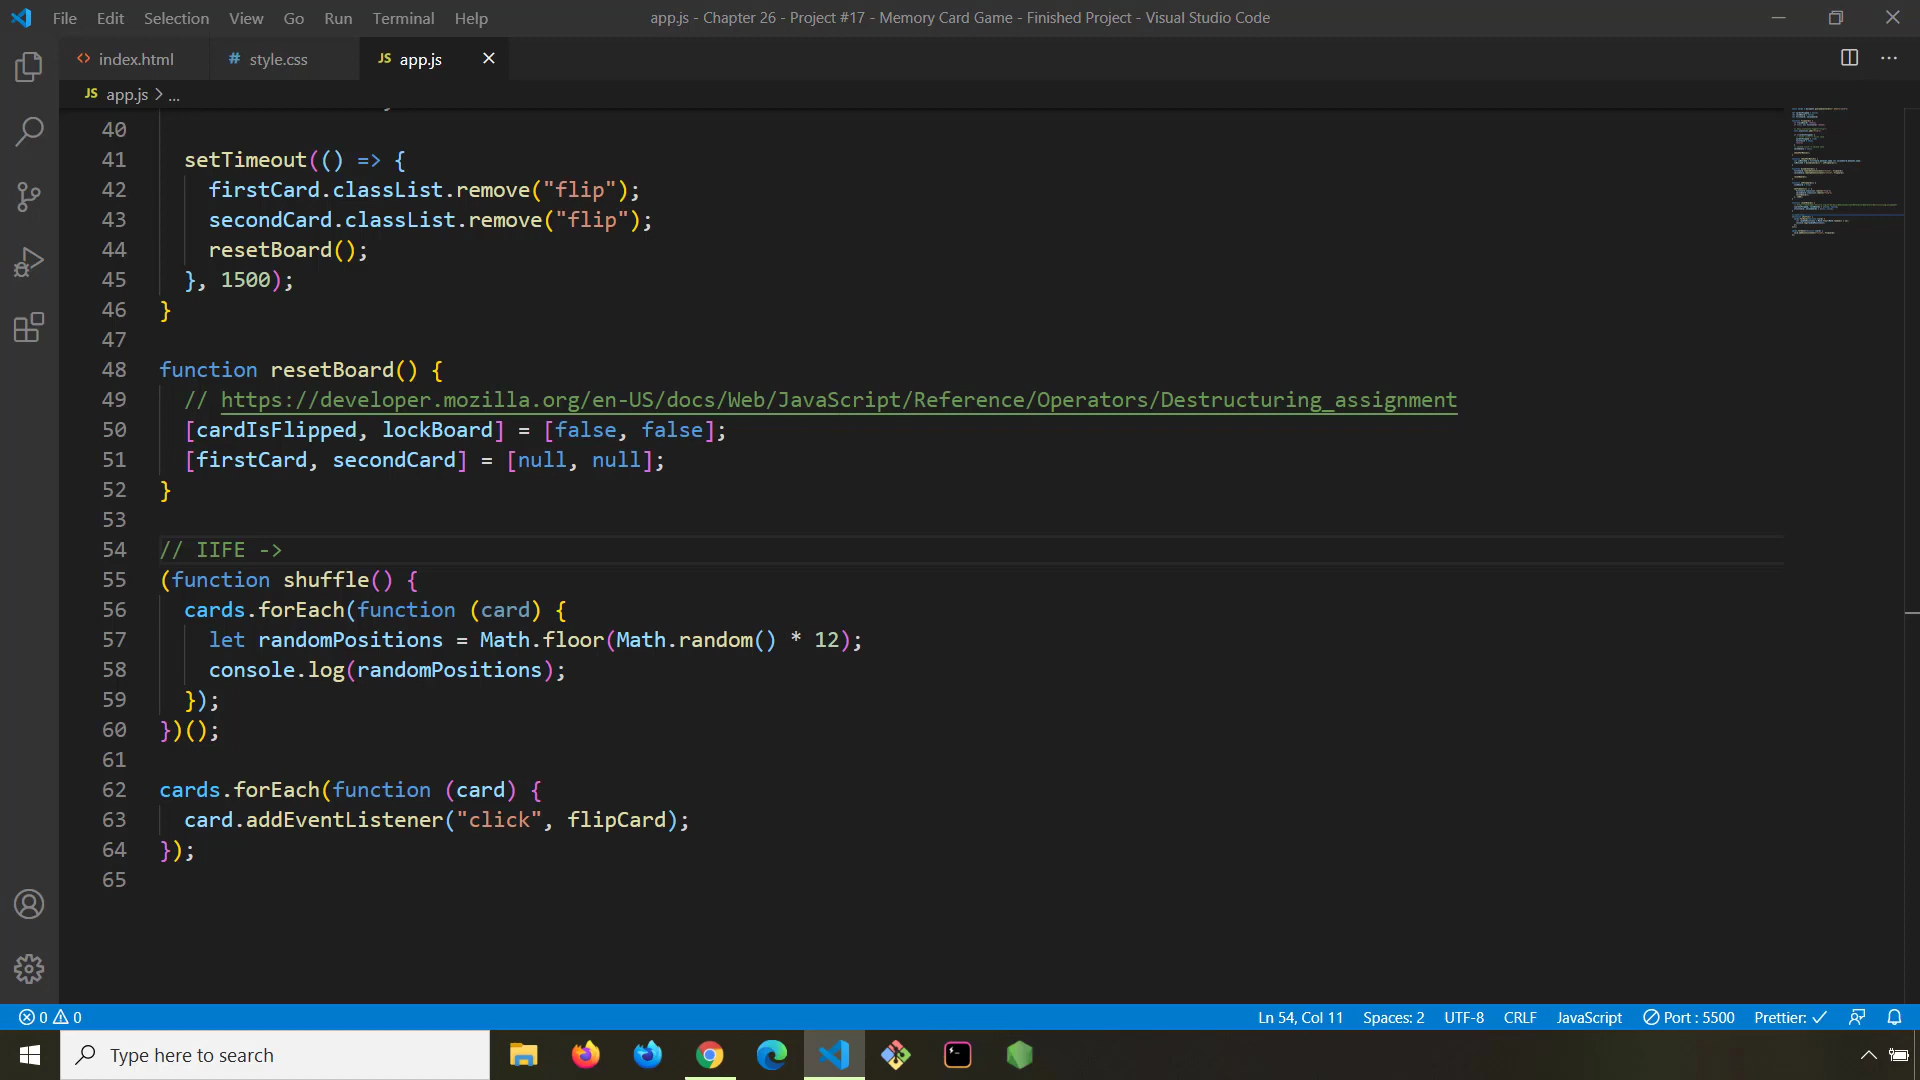 File Edit Selection View Go Run Terminal Help app.js - Chapter 26 - Project #17 - Memory Card Game - Finished Project - Visual Studio Code
<> index.html # style.css JS app.js ×
JS app.js > ...
40
41 setTimeout(() => {
42 firstCard.classList.remove("flip");
43 secondCard.classList.remove("flip");
44 resetBoard();
45 }, 1500);
46 }
47
48 function resetBoard() {
49 // https://developer.mozilla.org/en-US/docs/Web/JavaScript/Reference/Operators/Destructuring_assignment
50 [cardIsFlipped, lockBoard] = [false, false];
51 [firstCard, secondCard] = [null, null];
52 }
53
54 // IIFE ->
55 (function shuffle() {
56 cards.forEach(function (card) {
57 let randomPositions = Math.floor(Math.random() * 12);
58 console.log(randomPositions);
59 });
60 })();
61
62 cards.forEach(function (card) {
63 card.addEventListener("click", flipCard);
64 });
65
0 0 Ln 54, Col 11 Spaces: 2 UTF-8 CRLF JavaScript Port : 5500 Prettier: ✓
Type here to search